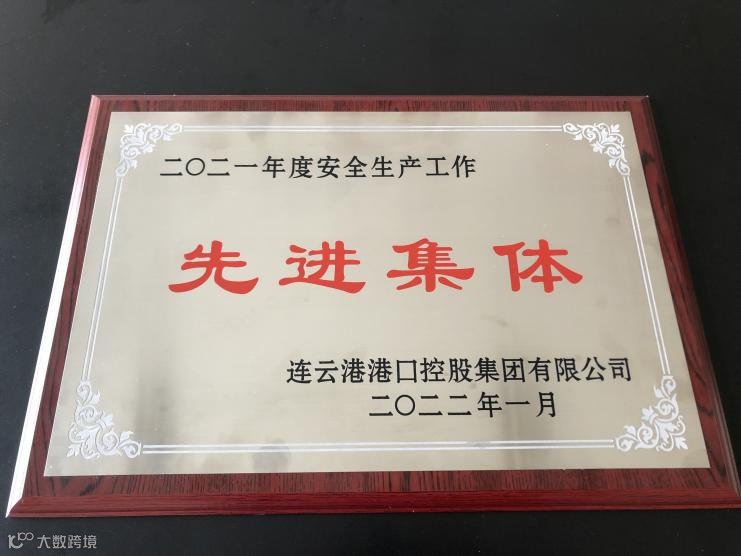 二〇二一年度安全生产工作
先进集体
连云港港口控股集团有限公司
二〇二二年一月
大数跨境